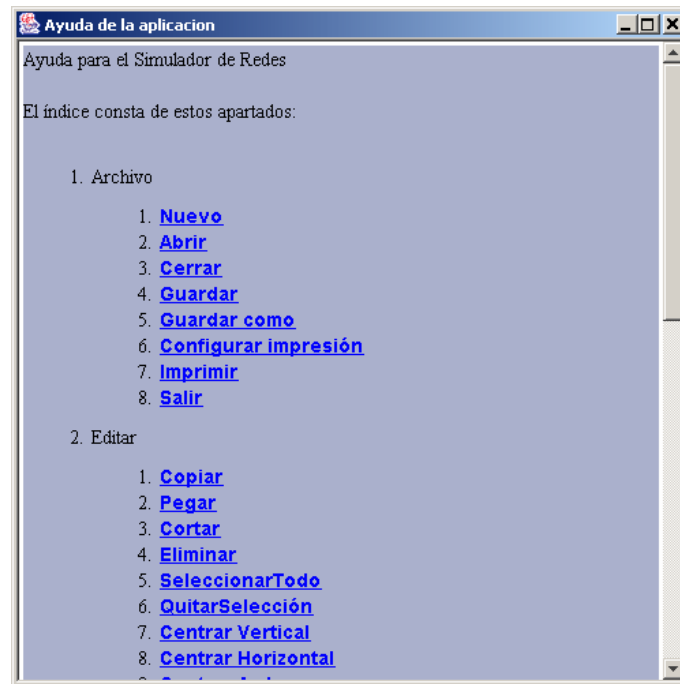 Ayuda de la aplicacion
Ayuda para el Simulador de Redes
El índice consta de estos apartados:
1. Archivo
1. Nuevo
2. Abrir
3. Cerrar
4. Guardar
5. Guardar como
6. Configurar impresión
7. Imprimir
8. Salir
2. Editar
1. Copiar
2. Pegar
3. Cortar
4. Eliminar
5. SeleccionarTodo
6. QuitarSelección
7. Centrar Vertical
8. Centrar Horizontal